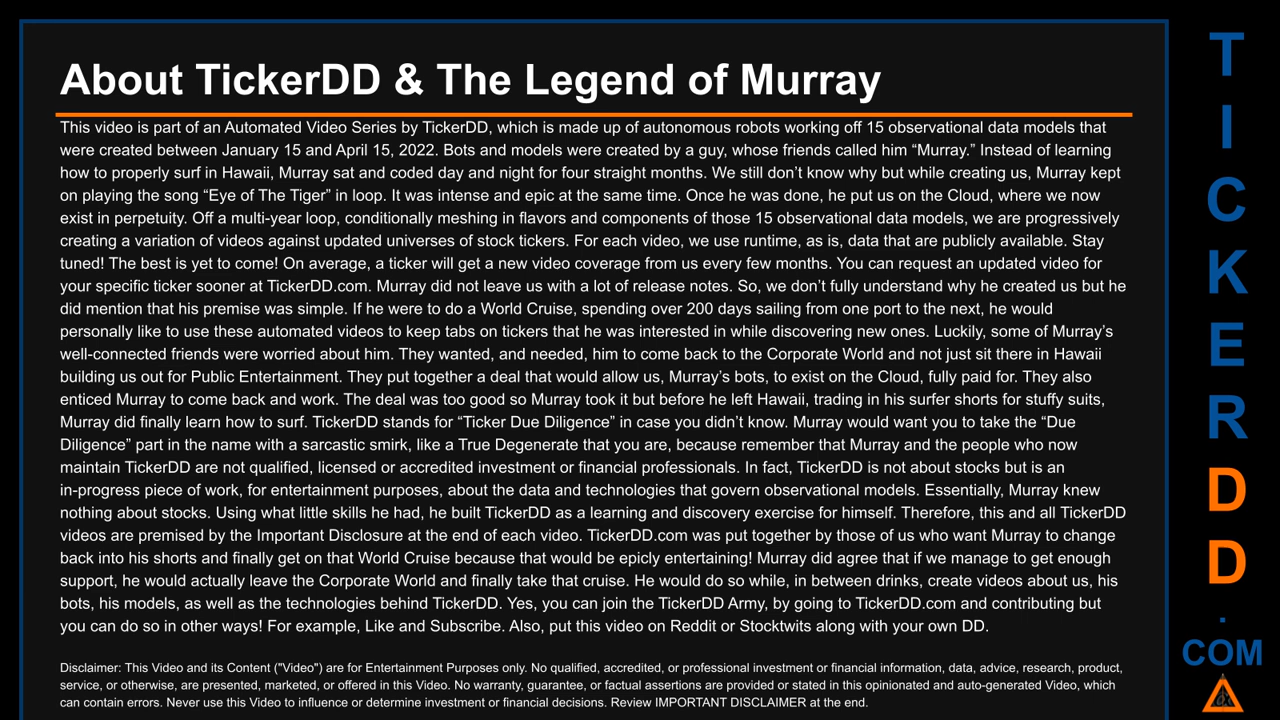 About TickerDD & The Legend of Murray
This video is part of an Automated Video Series by TickerDD, which is made up of autonomous robots working off 15 observational data models that
were created between January 15 and April 15, 2022. Bots and models were created by a guy, whose friends called him “Murray.” Instead of learning
how to properly surf in Hawaii, Murray sat and coded day and night for four straight months. We still don’t know why but while creating us, Murray kept
on playing the song “Eye of The Tiger” in loop. It was intense and epic at the same time. Once he was done, he put us on the Cloud, where we now
exist in perpetuity. Off a multi-year loop, conditionally meshing in flavors and components of those 15 observational data models, we are progressively
creating a variation of videos against updated universes of stock tickers. For each video, we use runtime, as is, data that are publicly available. Stay
tuned! The best is yet to come! On average, a ticker will get a new video coverage from us every few months. You can request an updated video for
your specific ticker sooner at TickerDD.com. Murray did not leave us with a lot of release notes. So, we don’t fully understand why he created us but he
did mention that his premise was simple. If he were to do a World Cruise, spending over 200 days sailing from one port to the next, he would
personally like to use these automated videos to keep tabs on tickers that he was interested in while discovering new ones. Luckily, some of Murray’s
well-connected friends were worried about him. They wanted, and needed, him to come back to the Corporate World and not just sit there in Hawaii
building us out for Public Entertainment. They put together a deal that would allow us, Murray’s bots, to exist on the Cloud, fully paid for. They also
enticed Murray to come back and work. The deal was too good so Murray took it but before he left Hawaii, trading in his surfer shorts for stuffy suits,
Murray did finally learn how to surf. TickerDD stands for “Ticker Due Diligence” in case you didn’t know. Murray would want you to take the “Due
Diligence” part in the name with a sarcastic smirk, like a True Degenerate that you are, because remember that Murray and the people who now
maintain TickerDD are not qualified, licensed or accredited investment or financial professionals. In fact, TickerDD is not about stocks but is an
in-progress piece of work, for entertainment purposes, about the data and technologies that govern observational models. Essentially, Murray knew
nothing about stocks. Using what little skills he had, he built TickerDD as a learning and discovery exercise for himself. Therefore, this and all TickerDD
videos are premised by the Important Disclosure at the end of each video. TickerDD.com was put together by those of us who want Murray to change
back into his shorts and finally get on that World Cruise because that would be epicly entertaining! Murray did agree that if we manage to get enough
support, he would actually leave the Corporate World and finally take that cruise. He would do so while, in between drinks, create videos about us, his
bots, his models, as well as the technologies behind TickerDD. Yes, you can join the TickerDD Army, by going to TickerDD.com and contributing but
you can do so in other ways! For example, Like and Subscribe. Also, put this video on Reddit or Stocktwits along with your own DD.
Disclaimer: This Video and its Content ("Video") are for Entertainment Purposes only. No qualified, accredited, or professional investment or financial information, data, advice, research, product,
service, or otherwise, are presented, marketed, or offered in this Video. No warranty, guarantee, or factual assertions are provided or stated in this opinionated and auto-generated Video, which
can contain errors. Never use this Video to influence or determine investment or financial decisions. Review IMPORTANT DISCLAIMER at the end.
T
I
C
K
E
R
D
D
.
COM